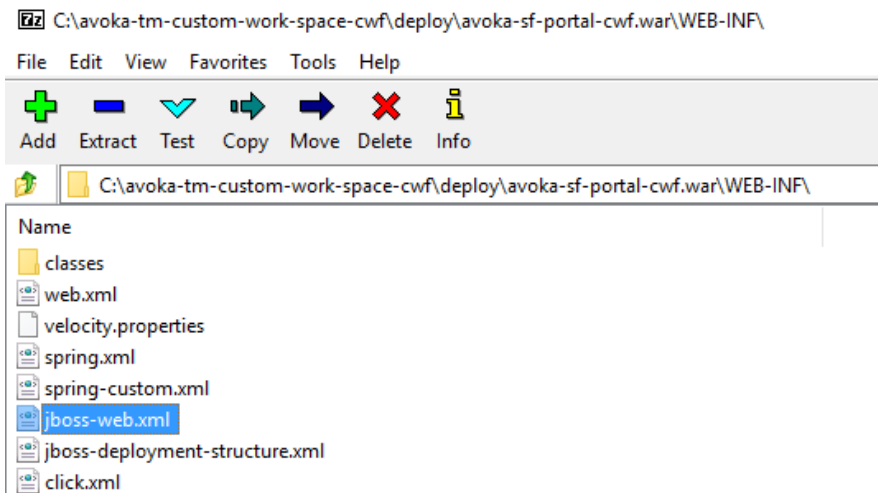 7z C:\avoka-tm-custom-work-space-cwf\deploy\avoka-sf-portal-cwf.war\WEB-INF\
File Edit View Favorites Tools Help
Add Extract Test Copy Move Delete Info
C:\avoka-tm-custom-work-space-cwf\deploy\avoka-sf-portal-cwf.war\WEB-INF\
Name
classes
web.xml
velocity.properties
spring.xml
spring-custom.xml
jboss-web.xml
jboss-deployment-structure.xml
click.xml